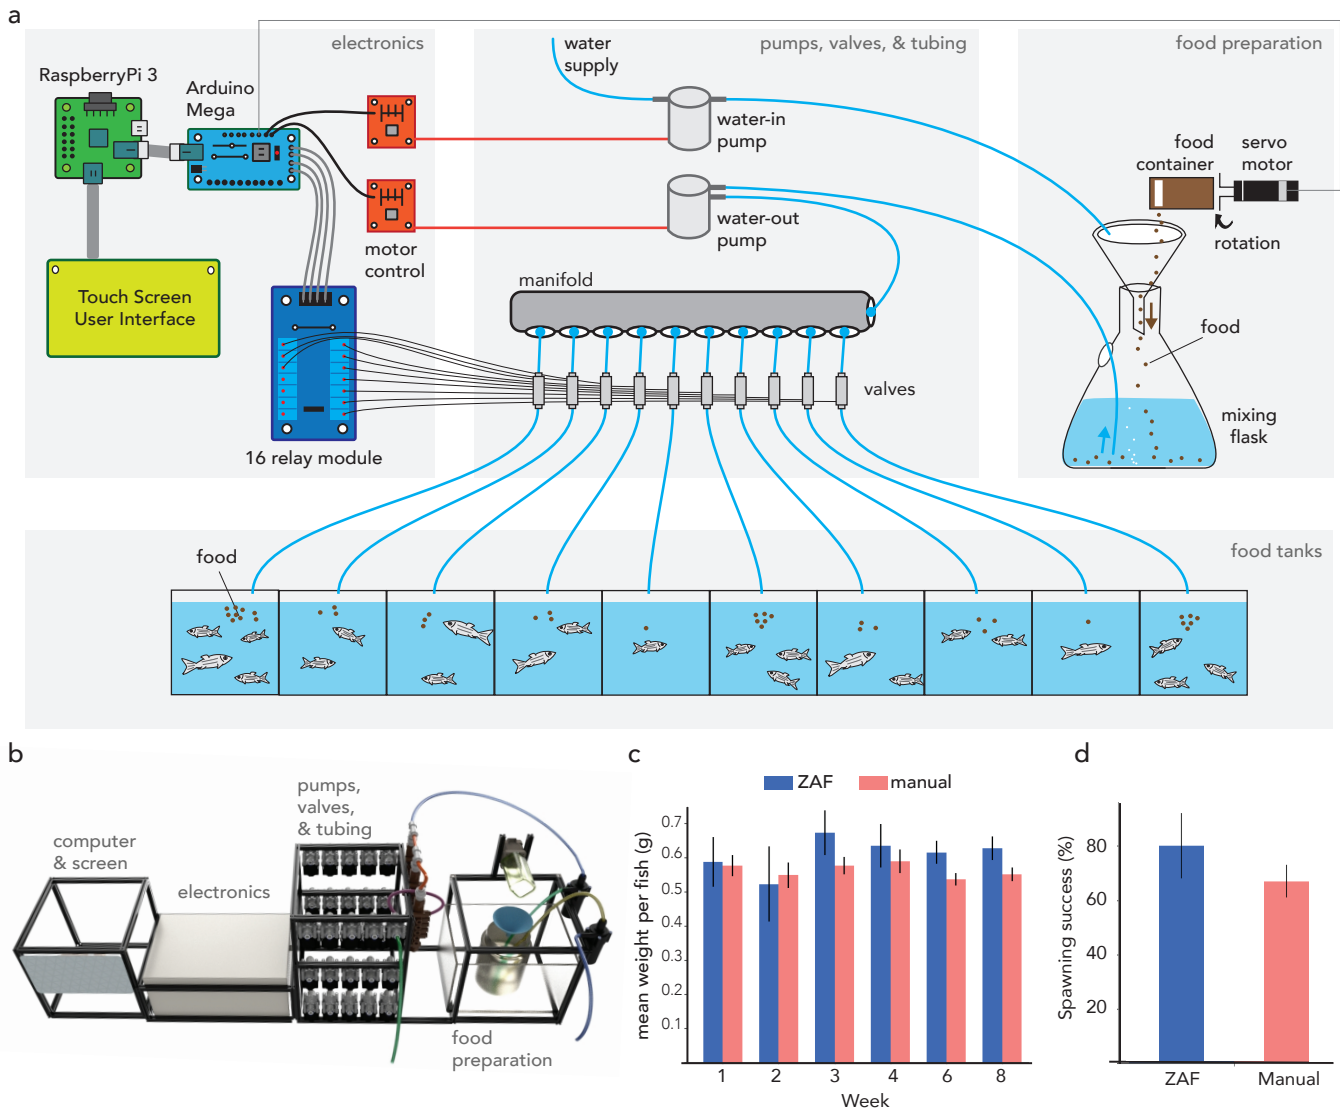 a
electronics
pumps, valves, & tubing
food preparation
RaspberryPi 3
Arduino
Mega
water
supply
water-in
pump
food
container
servo
motor
water-out
pump
rotation
motor
control
manifold
Touch Screen
User Interface
food
valves
mixing
flask
16 relay module
food
food tanks
b
computer
& screen
electronics
pumps,
valves,
& tubing
food
preparation
c
ZAF
manual
mean weight per fish (g)
0.7
0.6
0.5
0.4
0.3
0.2
0.1
1
2
3
4
6
8
Week
d
Spawning success (%)
80
60
40
20
ZAF
Manual